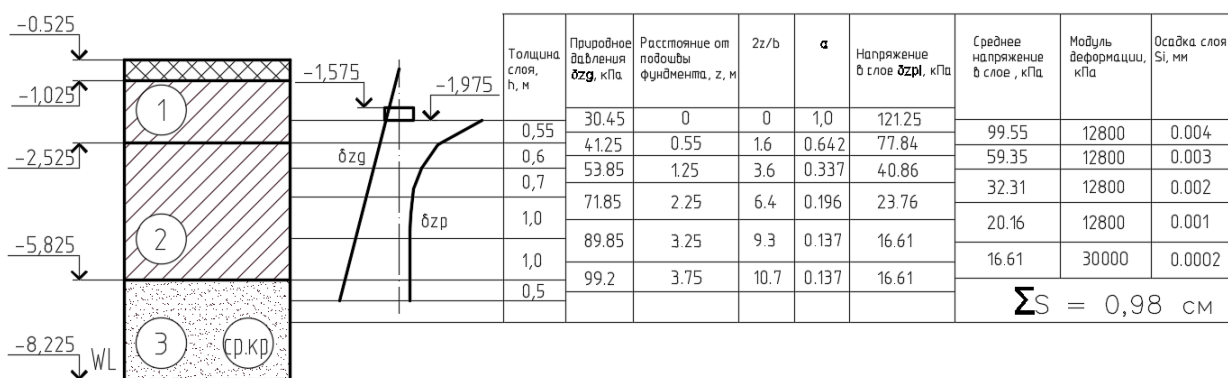 -0.525
-1,025
-2,525
-5,825
-8,225
WL
1
2
3
ср.кр
-1,575
-1,975
δzg
δzp
Толщина
слоя,
h, м
0,55
0,6
0,7
1,0
1,0
0,5
Природное
давления
δzg, кПа
30.45
41.25
53.85
71.85
89.85
99.2
Расстояние от
подошвы
фундмента, z, м
0
0.55
1.25
2.25
3.25
3.75
2z/b
0
1.6
3.6
6.4
9.3
10.7
α
1,0
0.642
0.337
0.196
0.137
0.137
Напряжение
в слое δzpl, кПа
121.25
77.84
40.86
23.76
16.61
16.61
Среднее
напряжение
в слое , кПа
99.55
59.35
32.31
20.16
16.61
Модуль
деформации,
кПа
12800
12800
12800
12800
30000
Осадка слоя
Si, мм
0.004
0.003
0.002
0.001
0.0002
ΣS = 0,98 см